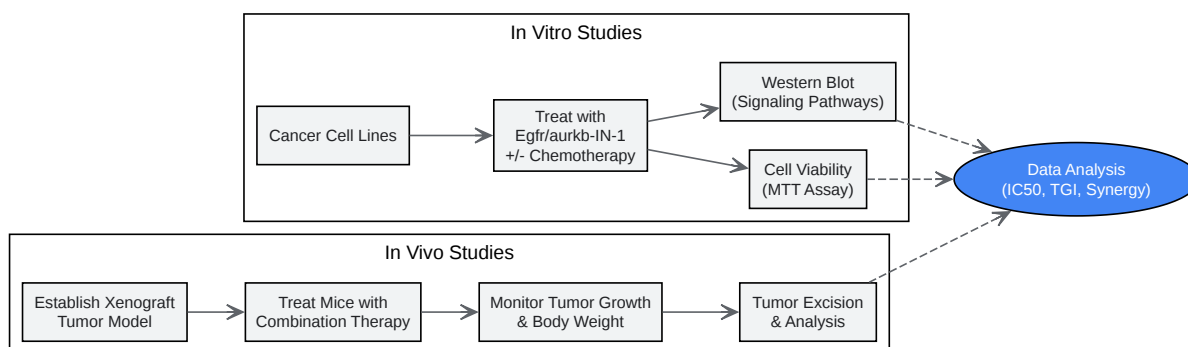 In Vitro Studies
Cancer Cell Lines
Treat with
Egfr/aurkb-IN-1
+/- Chemotherapy
Western Blot
(Signaling Pathways)
Cell Viability
(MTT Assay)
Data Analysis
(IC50, TGI, Synergy)
In Vivo Studies
Establish Xenograft
Tumor Model
Treat Mice with
Combination Therapy
Monitor Tumor Growth
& Body Weight
Tumor Excision
& Analysis